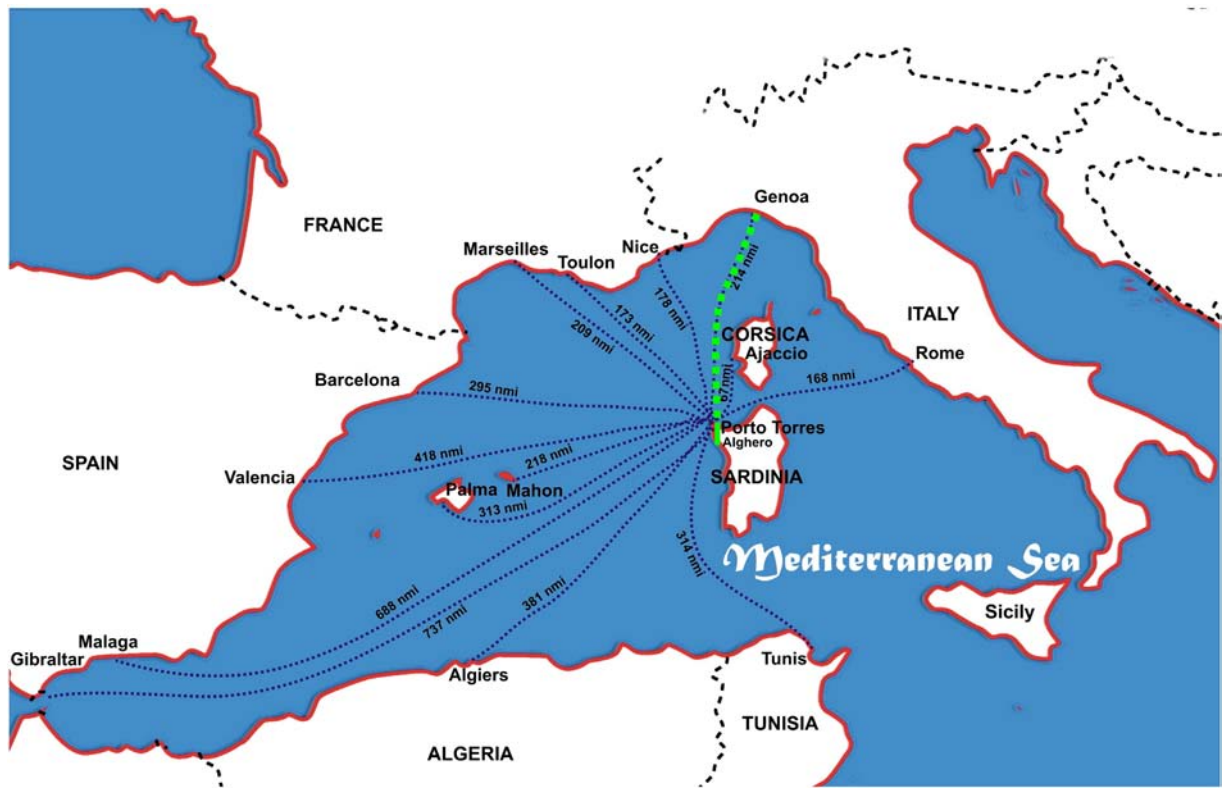 Genoa
FRANCE
Marseilles
Toulon
Nice
214 nmi
178 nmi
173 nmi
209 nmi
CORSICA
Ajaccio
ITALY
Rome
67nmi
168 nmi
Barcelona
295 nmi
Porto Torres
Alghero
SPAIN
Valencia
418 nmi
218 nmi
SARDINIA
Palma
Mahon
313 nmi
314 nmi
Mediterranean Sea
688 nmi
737 nmi
381 nmi
Sicily
Malaga
Gibraltar
Algiers
Tunis
TUNISIA
ALGERIA